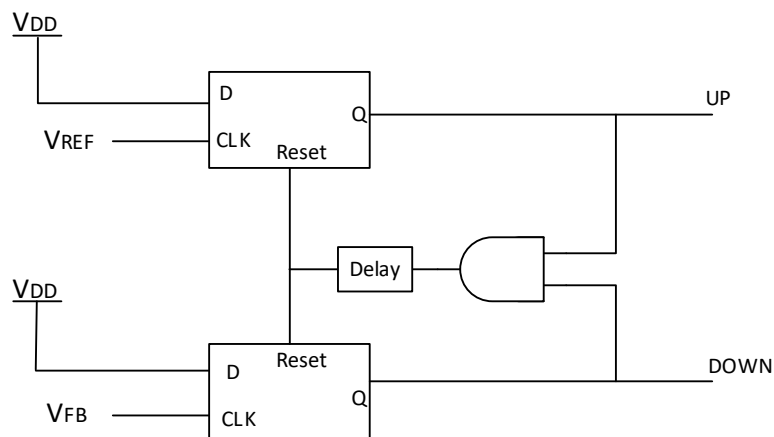 VDD
D
Q
UP
VREF
CLK
Reset
Delay
VDD
Reset
D
DOWN
Q
VFB
CLK